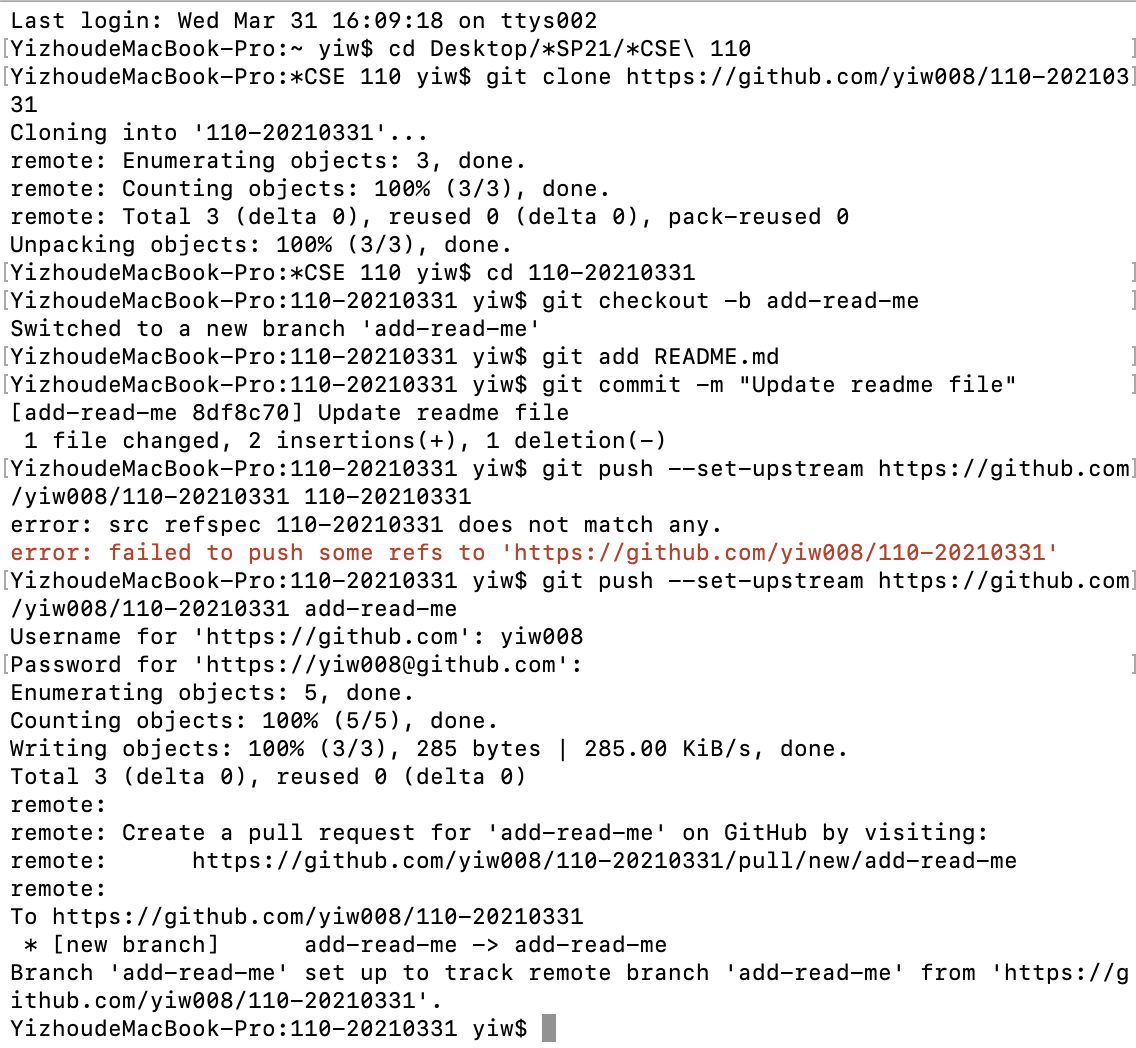 Last login: Wed Mar 31 16:09:18 on ttys002
[YizhoudeMacBook-Pro:~ yiw$ cd Desktop/*SP21/*CSE\ 110 ]
[YizhoudeMacBook-Pro:*CSE 110 yiw$ git clone https://github.com/yiw008/110-202103]
31
Cloning into '110-20210331'...
remote: Enumerating objects: 3, done.
remote: Counting objects: 100% (3/3), done.
remote: Total 3 (delta 0), reused 0 (delta 0), pack-reused 0
Unpacking objects: 100% (3/3), done.
[YizhoudeMacBook-Pro:*CSE 110 yiw$ cd 110-20210331 ]
[YizhoudeMacBook-Pro:110-20210331 yiw$ git checkout -b add-read-me ]
Switched to a new branch 'add-read-me'
[YizhoudeMacBook-Pro:110-20210331 yiw$ git add README.md ]
[YizhoudeMacBook-Pro:110-20210331 yiw$ git commit -m "Update readme file" ]
[add-read-me 8df8c70] Update readme file
 1 file changed, 2 insertions(+), 1 deletion(-)
[YizhoudeMacBook-Pro:110-20210331 yiw$ git push --set-upstream https://github.com]
/yiw008/110-20210331 110-20210331
error: src refspec 110-20210331 does not match any.
error: failed to push some refs to 'https://github.com/yiw008/110-20210331'
[YizhoudeMacBook-Pro:110-20210331 yiw$ git push --set-upstream https://github.com]
/yiw008/110-20210331 add-read-me
Username for 'https://github.com': yiw008
[Password for 'https://yiw008@github.com': ]
Enumerating objects: 5, done.
Counting objects: 100% (5/5), done.
Writing objects: 100% (3/3), 285 bytes | 285.00 KiB/s, done.
Total 3 (delta 0), reused 0 (delta 0)
remote:
remote: Create a pull request for 'add-read-me' on GitHub by visiting:
remote:      https://github.com/yiw008/110-20210331/pull/new/add-read-me
remote:
To https://github.com/yiw008/110-20210331
 * [new branch]      add-read-me -> add-read-me
Branch 'add-read-me' set up to track remote branch 'add-read-me' from 'https://g
ithub.com/yiw008/110-20210331'.
YizhoudeMacBook-Pro:110-20210331 yiw$